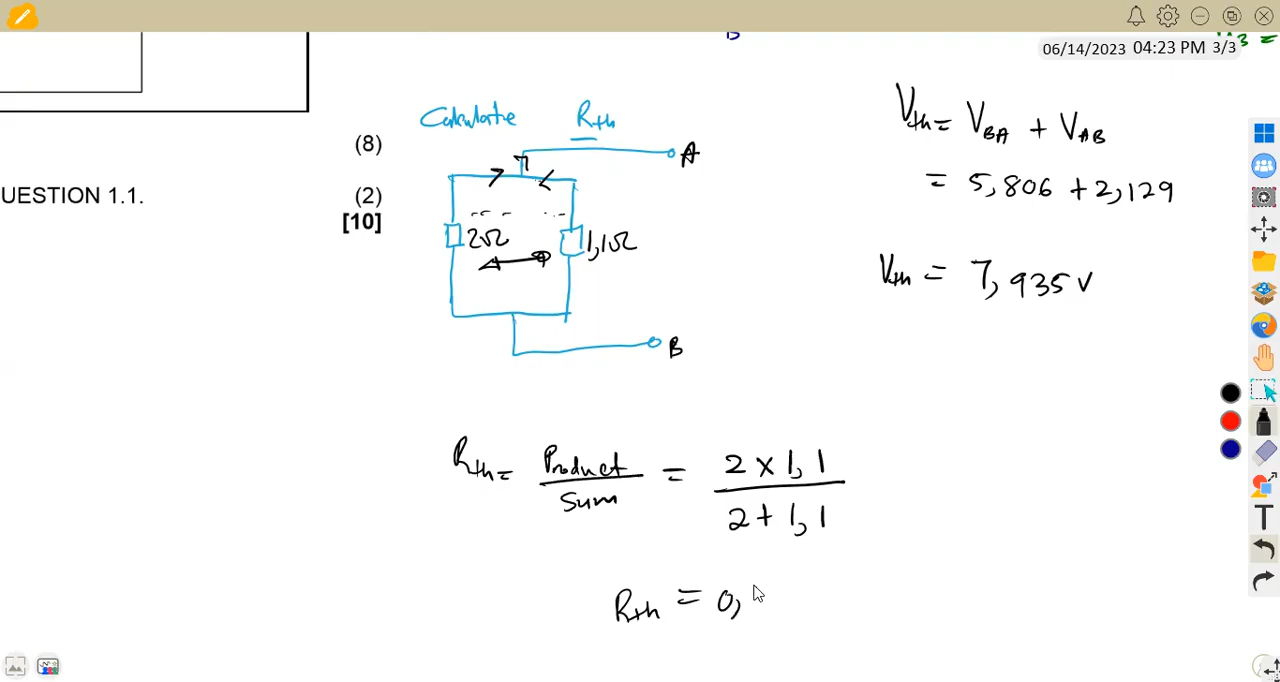 06/14/2023 04:23 PM 3/3
(8)
UESTION 1.1.
(2)
[10]
Calculate Rth
A
2Ω
1,1Ω
B
Vth = VBA + VAB
= 5,806 + 2,129
Vth = 7,935 V
Rth = Product / Sum = 2 x 1,1 / 2 + 1,1
Rth = 0,
T